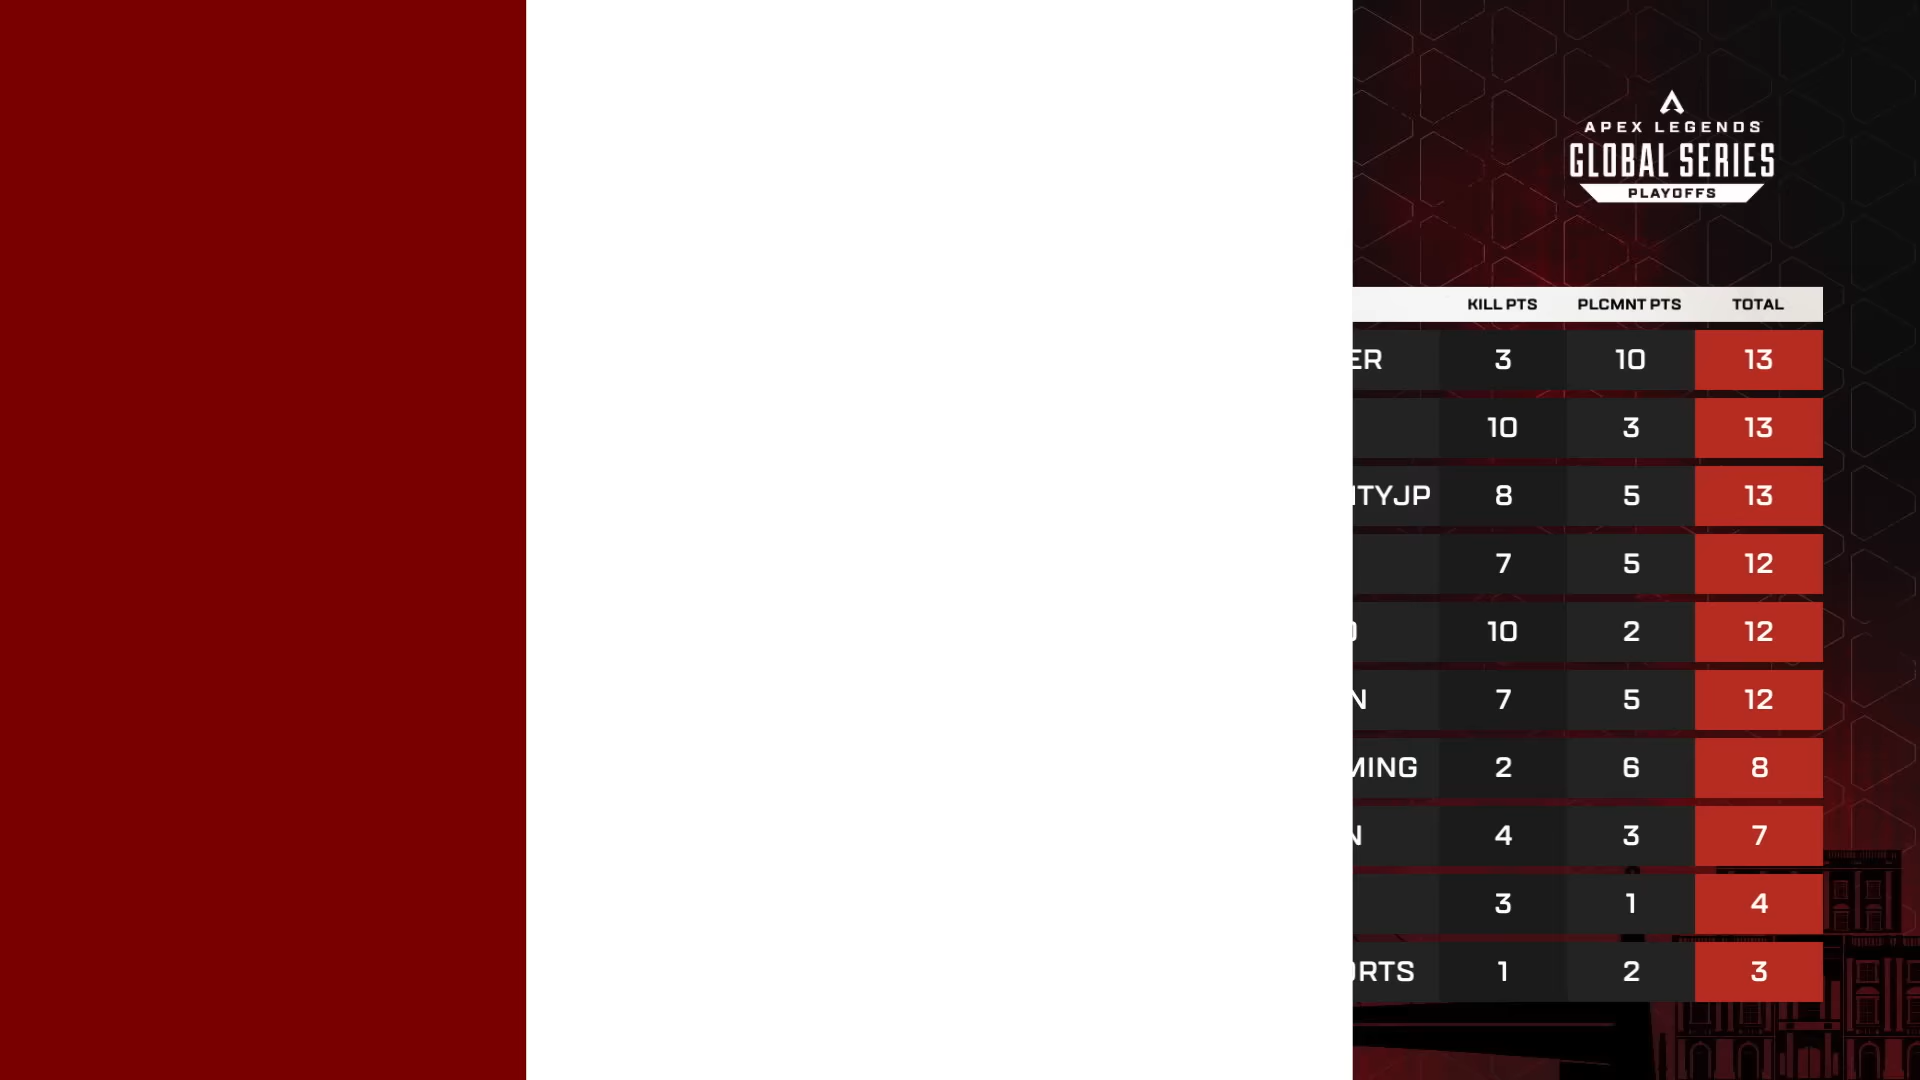 APEX LEGENDS
GLOBAL SERIES
PLAYOFFS
KILL PTS PLCMNT PTS TOTAL
ER 3 10 13
10 3 13
ITYJP 8 5 13
7 5 12
10 2 12
N 7 5 12
MING 2 6 8
N 4 3 7
3 1 4
ORTS 1 2 3